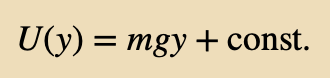 U(y) = mgy + const.